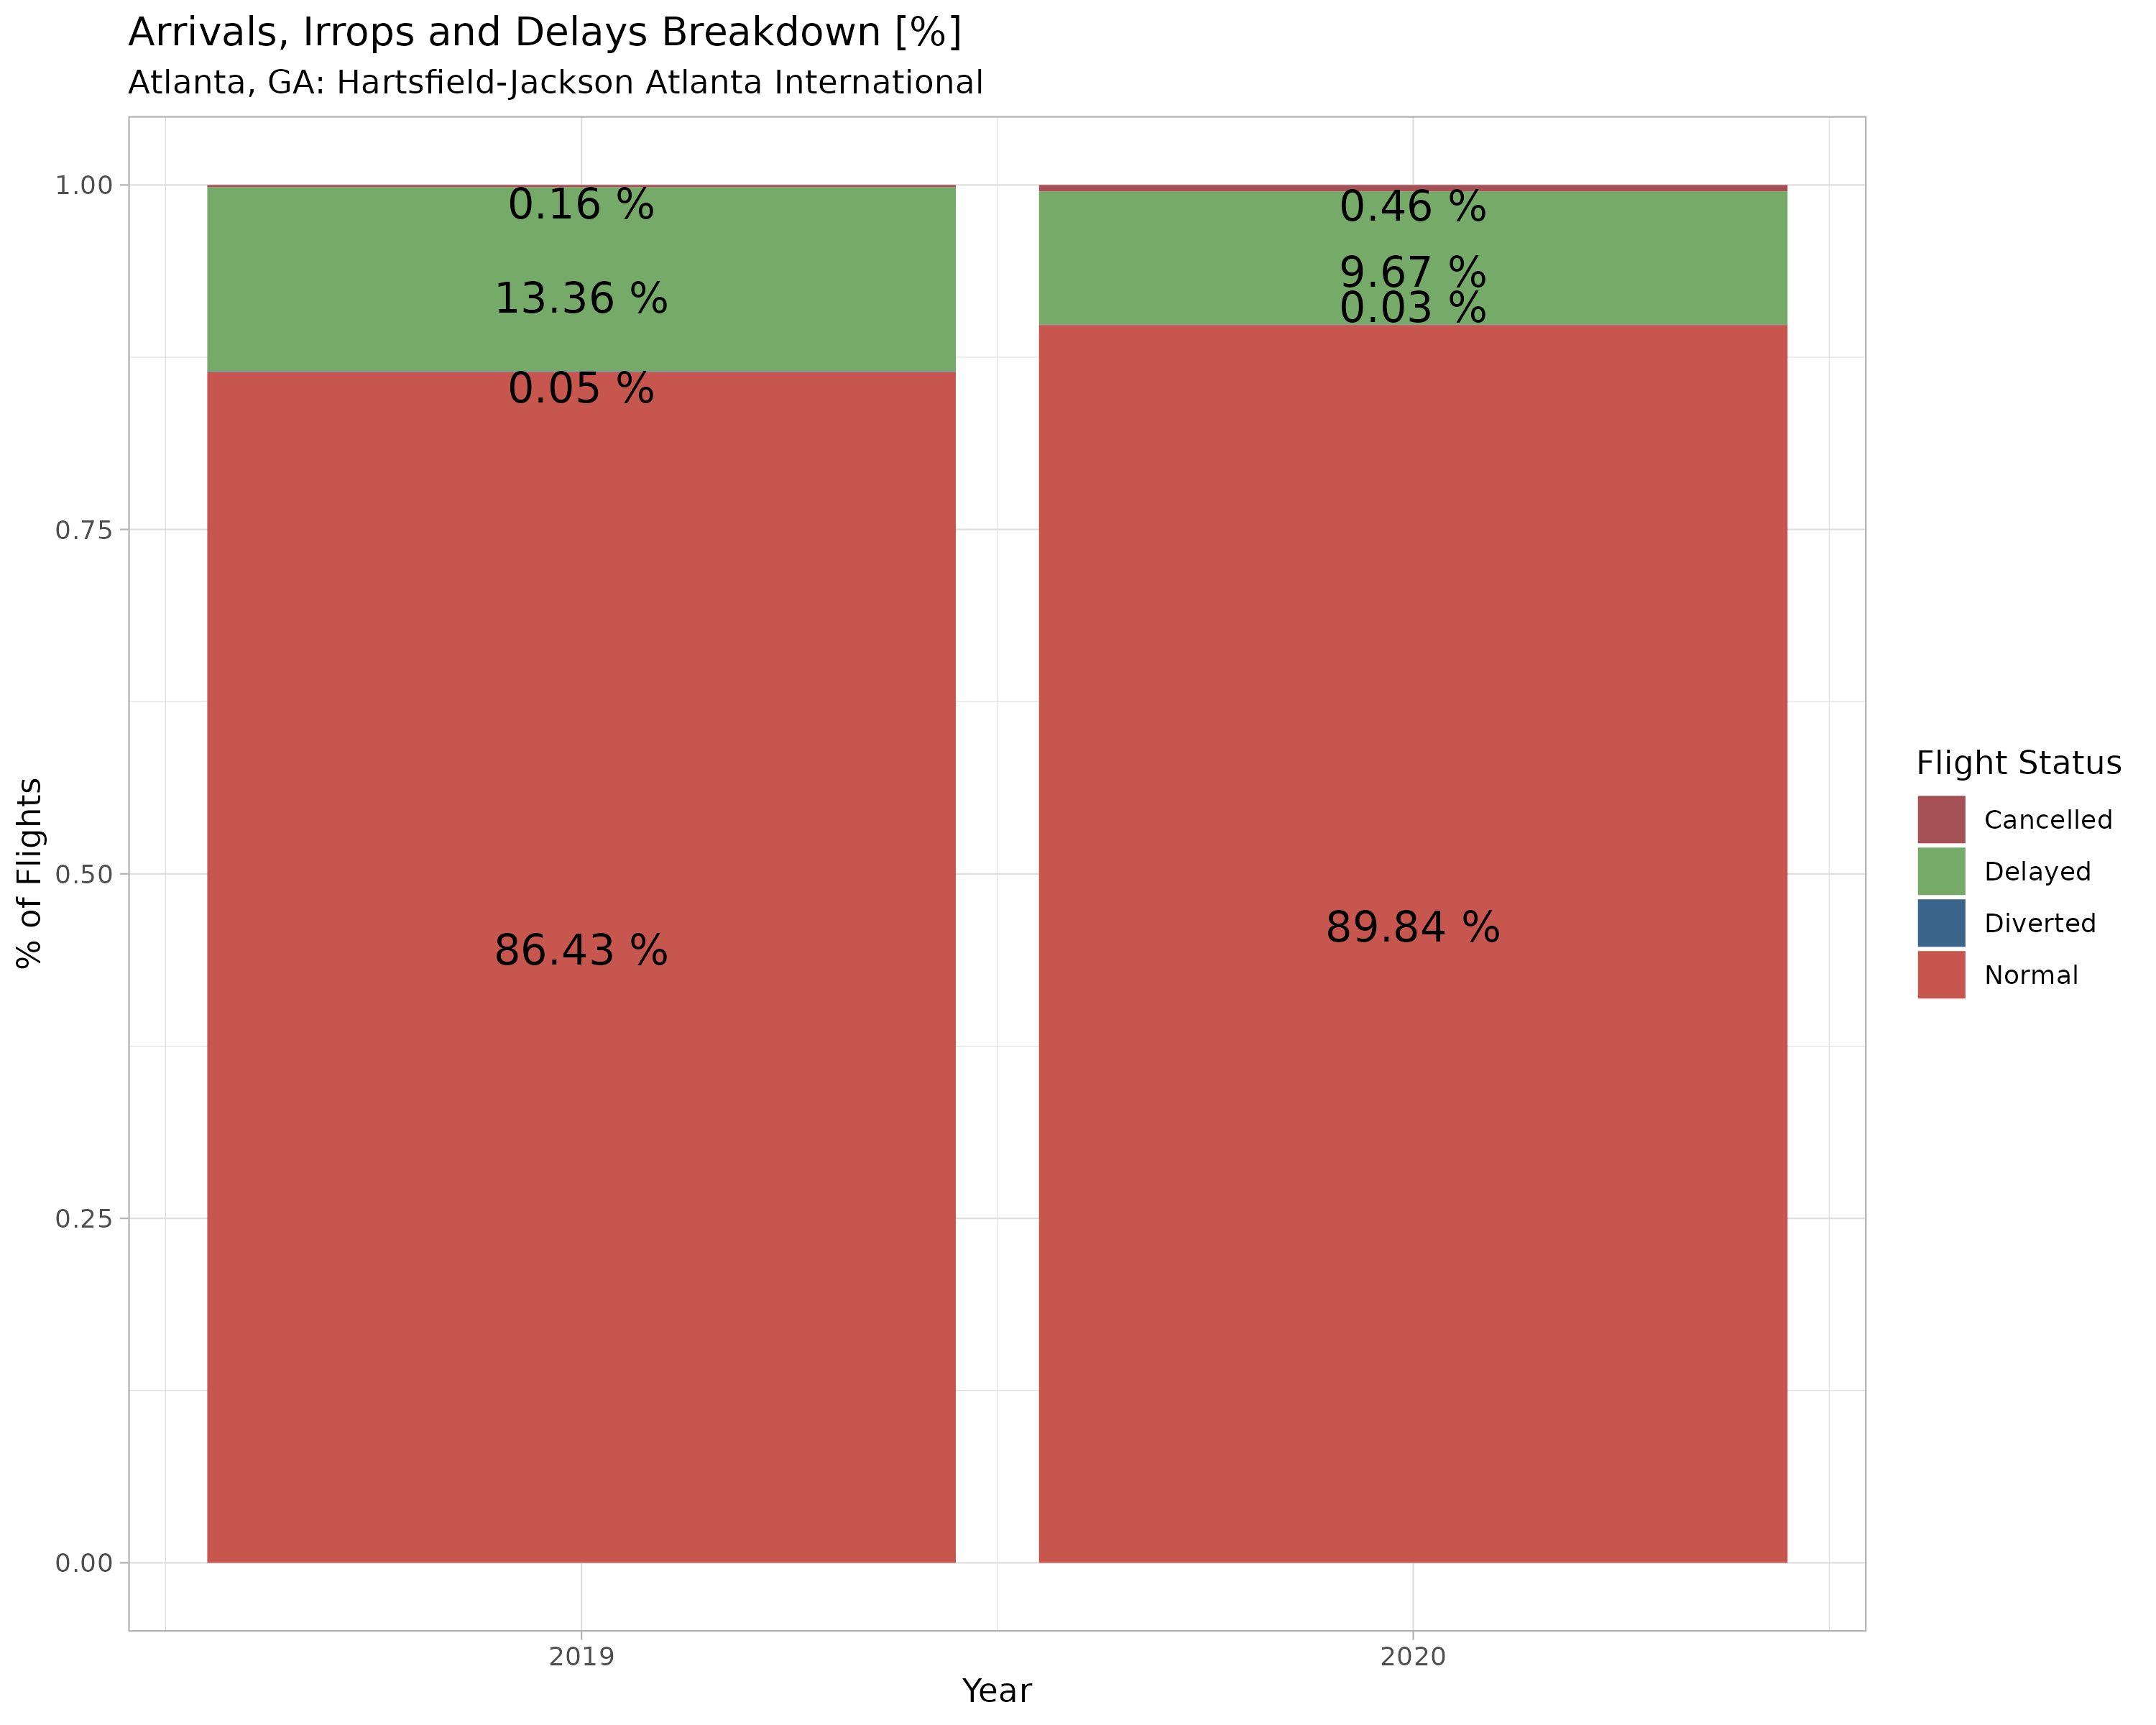 Arrivals, Irrops and Delays Breakdown [%]
Atlanta, GA: Hartsfield-Jackson Atlanta International
% of Flights
1.00
0.75
0.50
0.25
0.00
0.16 %
13.36 %
0.05 %
86.43 %
0.46 %
9.67 %
0.03 %
89.84 %
2019
2020
Year
Flight Status
Cancelled
Delayed
Diverted
Normal